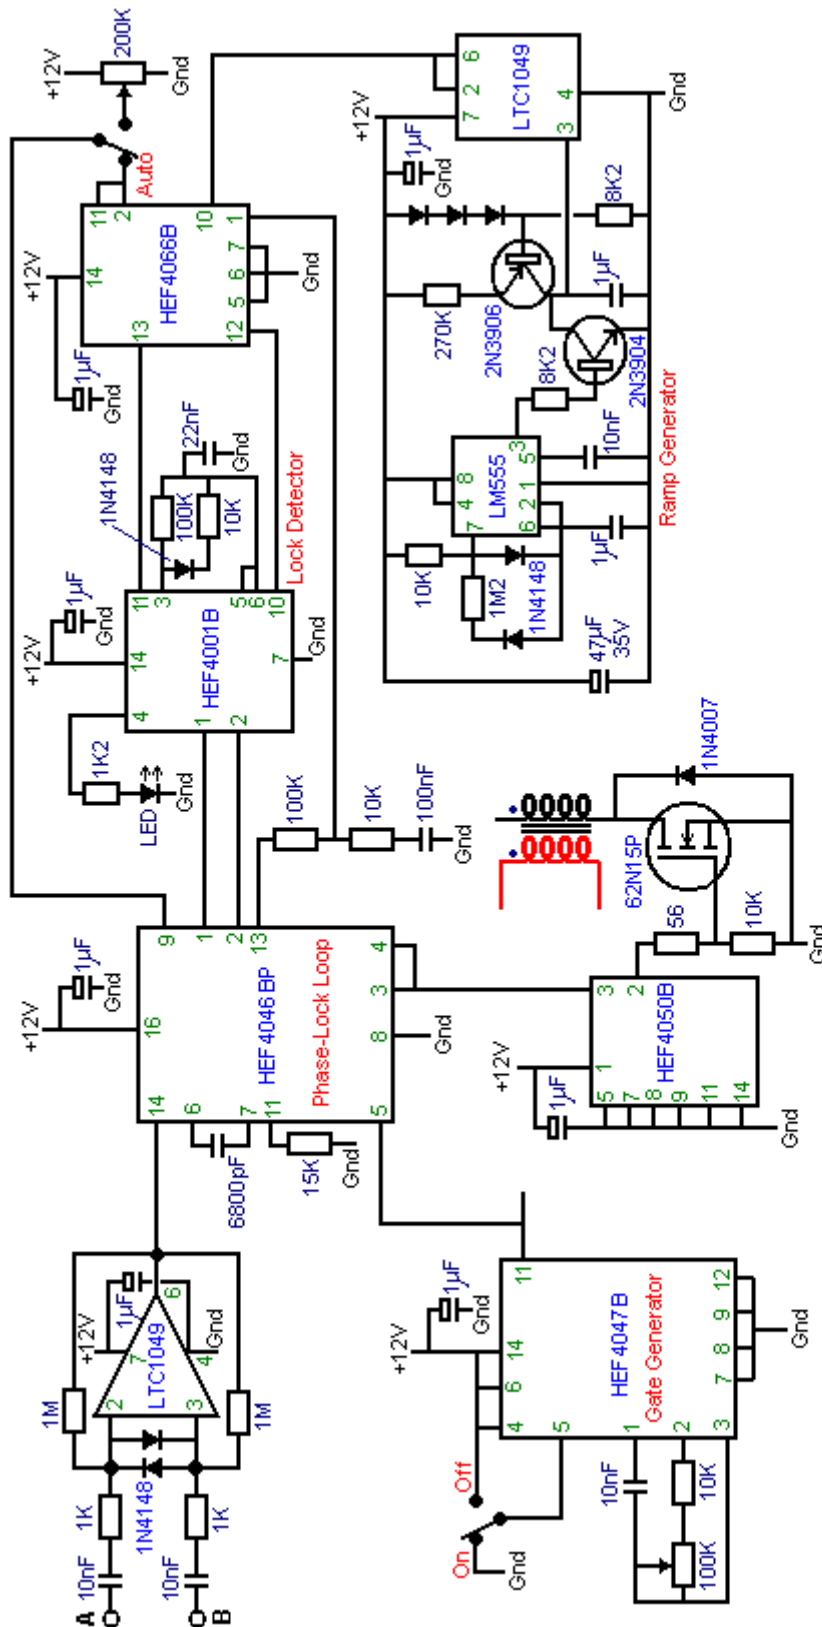 A
10nF
1K
1M
1N4148
B
10nF
1K
1M
+12V
1µF
2
7
LTC1049
3
4
6
Gnd
+12V
1µF
Gnd
14
16
9
6
7
11
5
HEF4046BP
Phase-Lock Loop
1
2
13
8
3
4
6800pF
15K
Gnd
Gnd
100K
10K
100nF
Gnd
1K2
LED
Gnd
+12V
1µF
Gnd
4
14
11
3
HEF4001B
1
2
5
6
10
7
Gnd
1N4148
100K
10K
22nF
Gnd
Lock Detector
+12V
1µF
Gnd
14
11
2
13
HEF4066B
10
12
5
6
7
1
Gnd
Auto
+12V
200K
Gnd
On
Off
Gnd
+12V
1µF
Gnd
4
6
14
11
5
HEF4047B
Gate Generator
1
2
3
7
8
9
12
Gnd
10nF
10K
100K
+12V
1µF
1
3
2
HEF4050B
5
7
8
9
11
14
Gnd
56
10K
Gnd
62N15P
1N4007
47µF
35V
10K
1M2
1N4148
7
4
8
LM555
3
6
2
1
5
1µF
10nF
8K2
270K
2N3906
2N3904
1µF
8K2
1µF
Gnd
+12V
7
2
6
LTC1049
3
4
Gnd
Ramp Generator